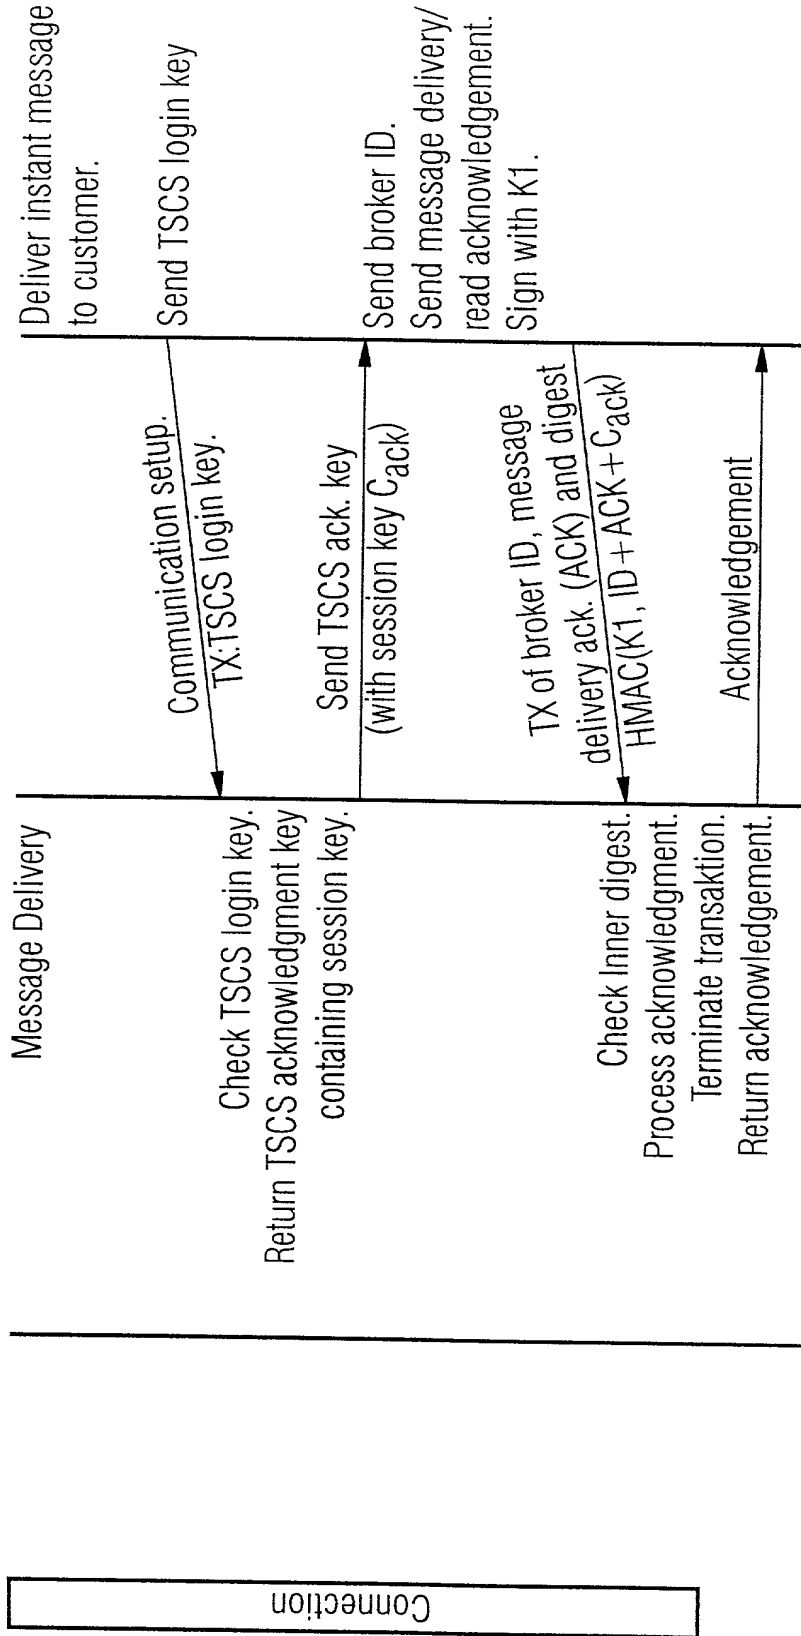 Message Delivery
Deliver instant message
to customer.
Send TSCS login key
Communication setup.
TX:TSCS login key.
Check TSCS login key.
Return TSCS acknowledgment key
containing session key.
Send TSCS ack. key
(with session key Cack)
Send broker ID.
Send message delivery/
read acknowledgement.
Sign with K1.
TX of broker ID, message
delivery ack. (ACK) and digest
HMAC(K1, ID+ACK+Cack)
Check Inner digest.
Process acknowledgment.
Terminate transaktion.
Return acknowledgement.
Acknowledgement
Connection